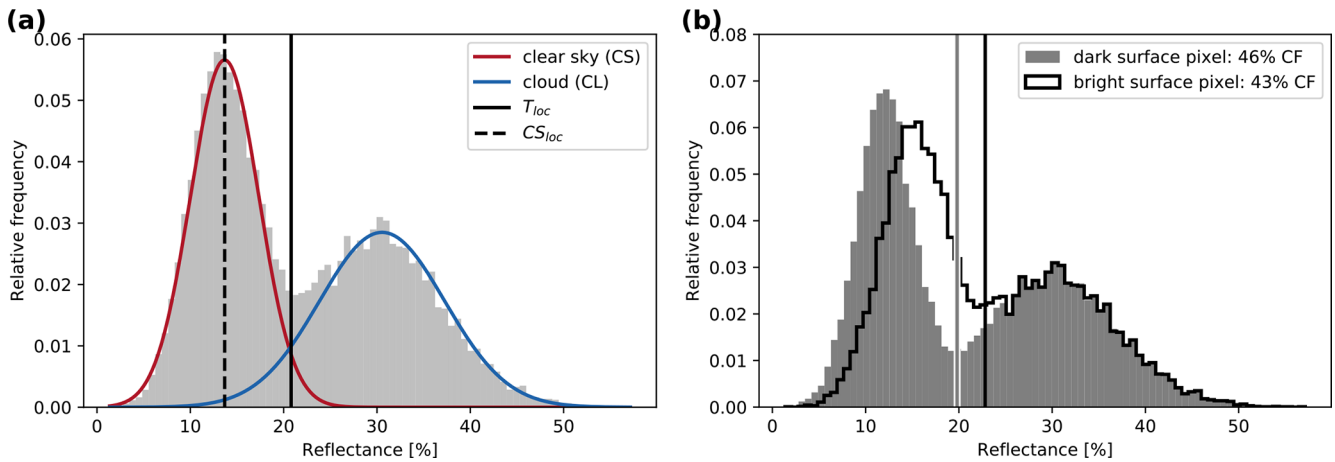 (a)
0.06
0.05
0.04
0.03
0.02
0.01
0.00
Relative frequency
0 10 20 30 40 50
Reflectance [%]
clear sky (CS)
cloud (CL)
T_loc
CS_loc
(b)
0.08
0.07
0.06
0.05
0.04
0.03
0.02
0.01
0.00
Relative frequency
0 10 20 30 40 50
Reflectance [%]
dark surface pixel: 46% CF
bright surface pixel: 43% CF